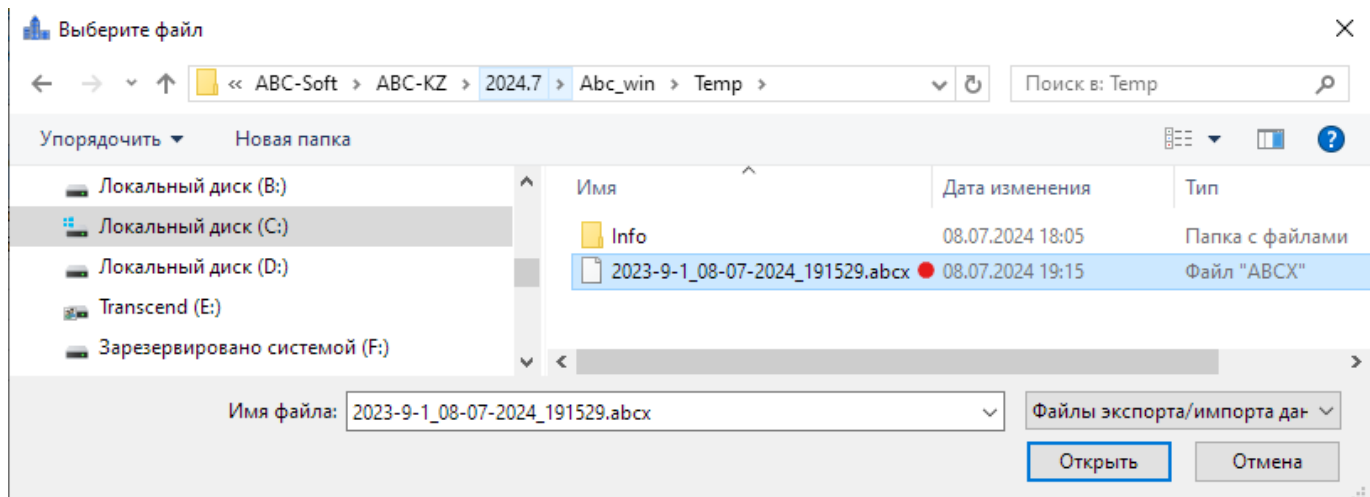 Выберите файл
« ABC-Soft > ABC-KZ > 2024.7 > Abc_win > Temp >
Поиск в: Temp
Упорядочить Новая папка
Локальный диск (B:)
Локальный диск (C:)
Локальный диск (D:)
Transcend (E:)
Зарезервировано системой (F:)
Имя Дата изменения Тип
Info 08.07.2024 18:05 Папка с файлами
2023-9-1_08-07-2024_191529.abcx 08.07.2024 19:15 Файл "ABCX"
Имя файла: 2023-9-1_08-07-2024_191529.abcx Файлы экспорта/импорта дан
Открыть Отмена